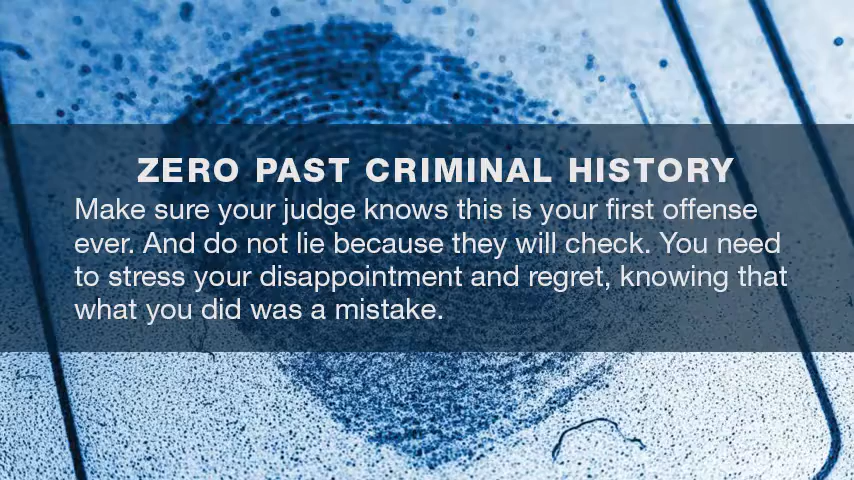 ZERO PAST CRIMINAL HISTORY
Make sure your judge knows this is your first offense
ever. And do not lie because they will check. You need
to stress your disappointment and regret, knowing that
what you did was a mistake.